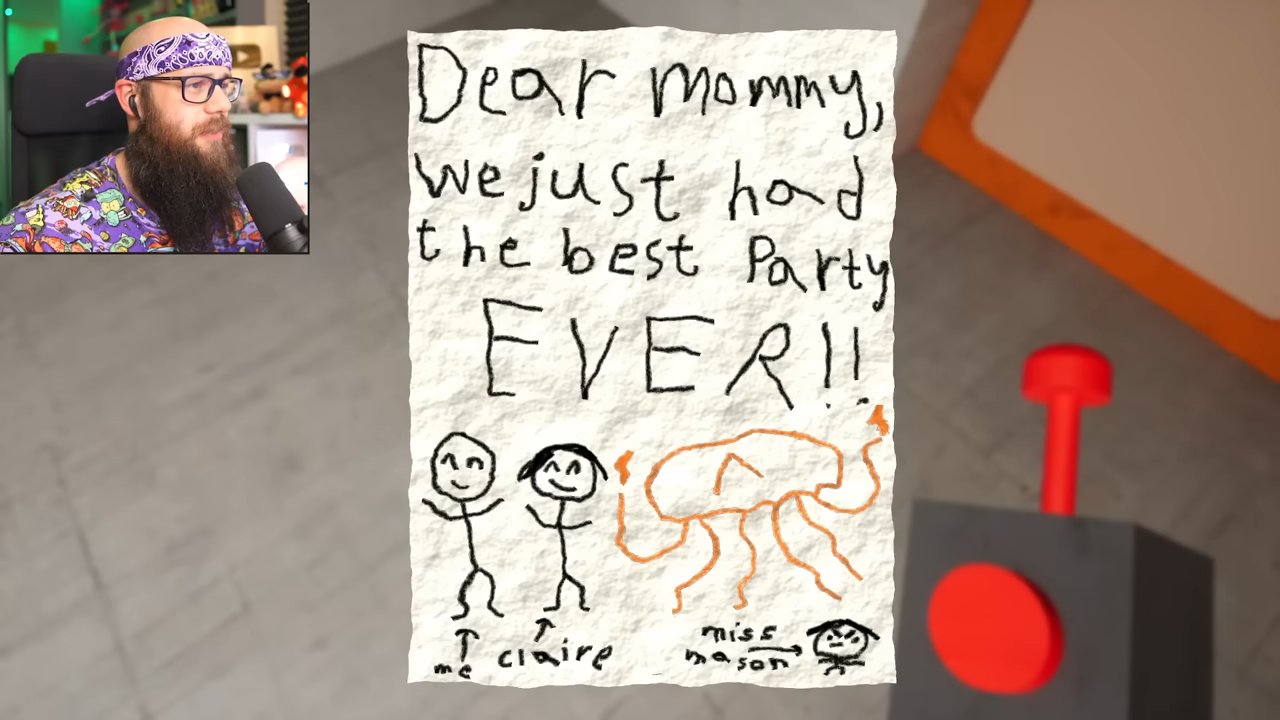 Dear mommy,
we just had
the best Party
EVER!!
me
claire
miss
mason